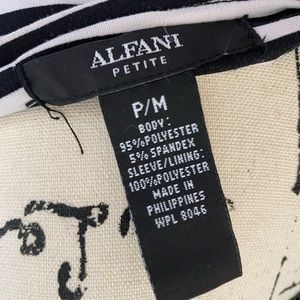 ALFANI
PETITE
P/M
BODY:
95%POLYESTER
5% SPANDEX
SLEEVE/LINING:
100%POLYESTER
MADE IN
PHILIPPINES
WPL 8046